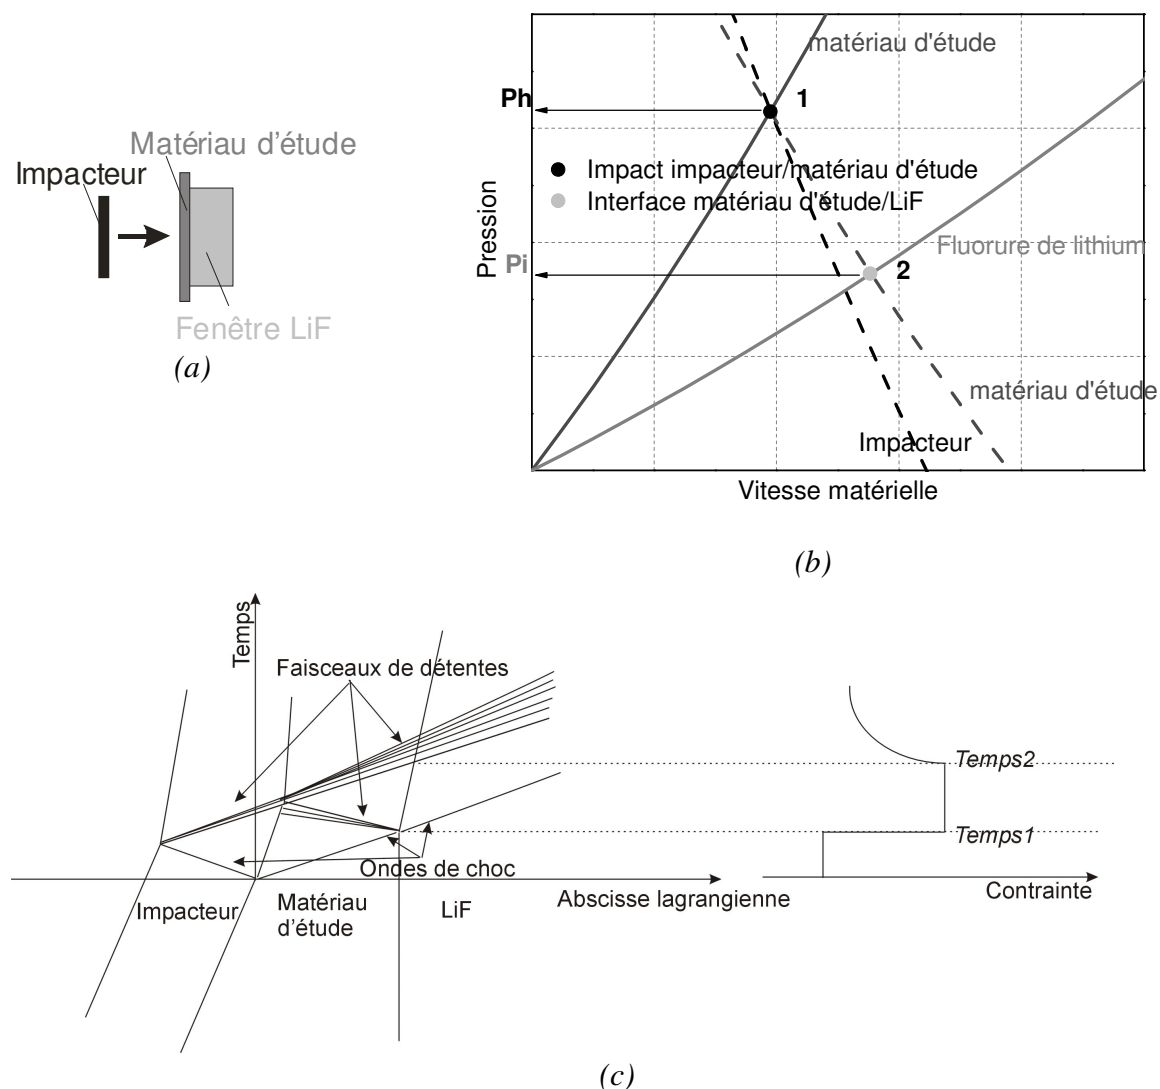 Matériau d'étude
Impacteur
Fenêtre LiF
(a)
matériau d'étude
Ph
1
Impact impacteur/matériau d'étude
Interface matériau d'étude/LiF
Pression
Fluorure de lithium
Pi
2
matériau d'étude
Impacteur
Vitesse matérielle
(b)
Temps
Faisceaux de détentes
Temps2
Temps1
Ondes de choc
Contrainte
Abscisse lagrangienne
Impacteur
Matériau
d'étude
LiF
(c)